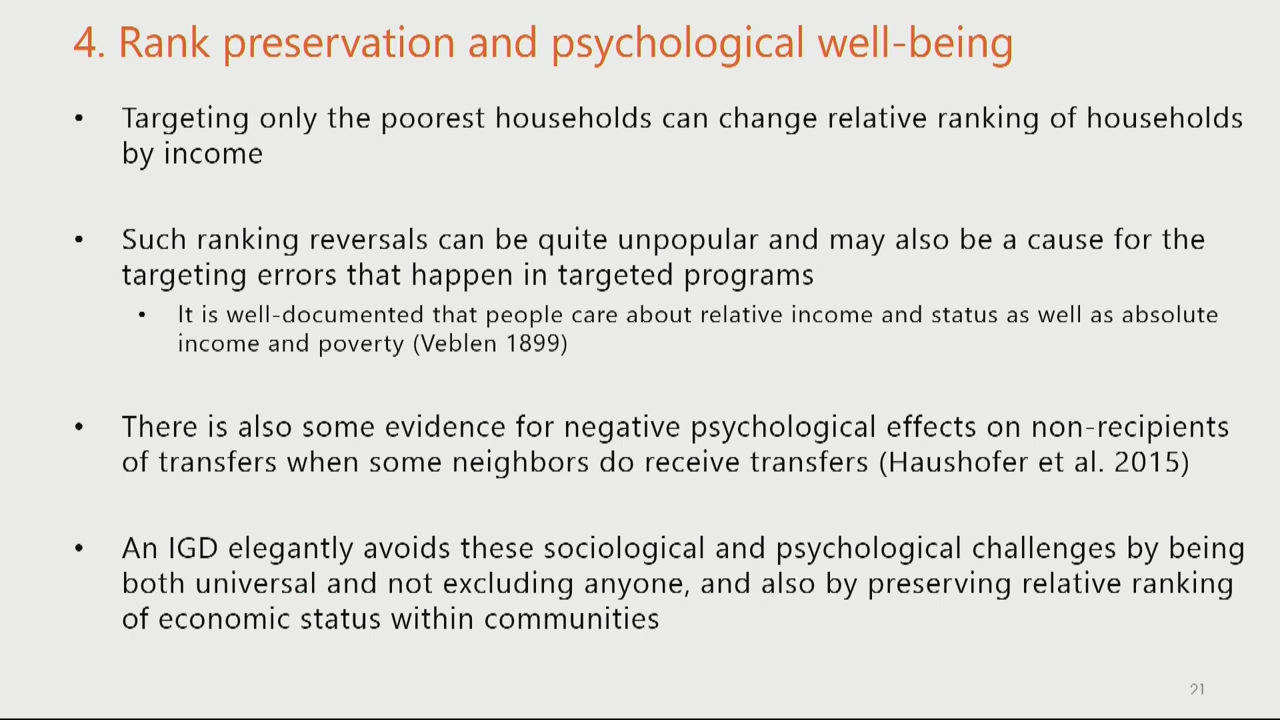 4. Rank preservation and psychological well-being
• Targeting only the poorest households can change relative ranking of households
by income
• Such ranking reversals can be quite unpopular and may also be a cause for the
targeting errors that happen in targeted programs
• It is well-documented that people care about relative income and status as well as absolute
income and poverty (Veblen 1899)
• There is also some evidence for negative psychological effects on non-recipients
of transfers when some neighbors do receive transfers (Haushofer et al. 2015)
• An IGD elegantly avoids these sociological and psychological challenges by being
both universal and not excluding anyone, and also by preserving relative ranking
of economic status within communities
21